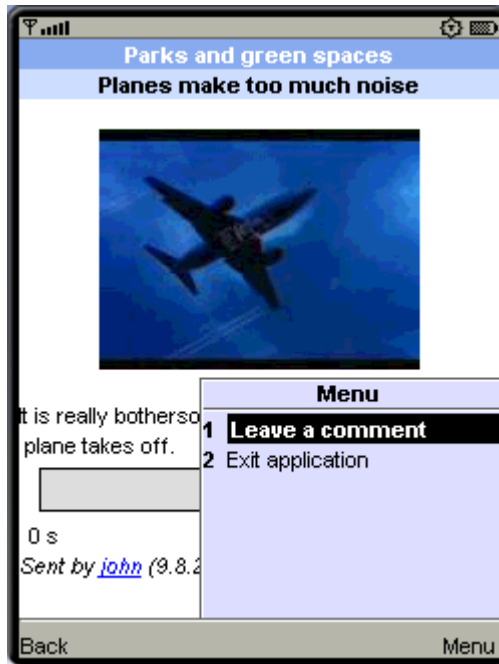 Parks and green spaces
Planes make too much noise
It is really botherso
plane takes off.
0 s
Sent by john (9.8.2
Menu
1 Leave a comment
2 Exit application
Back
Menu